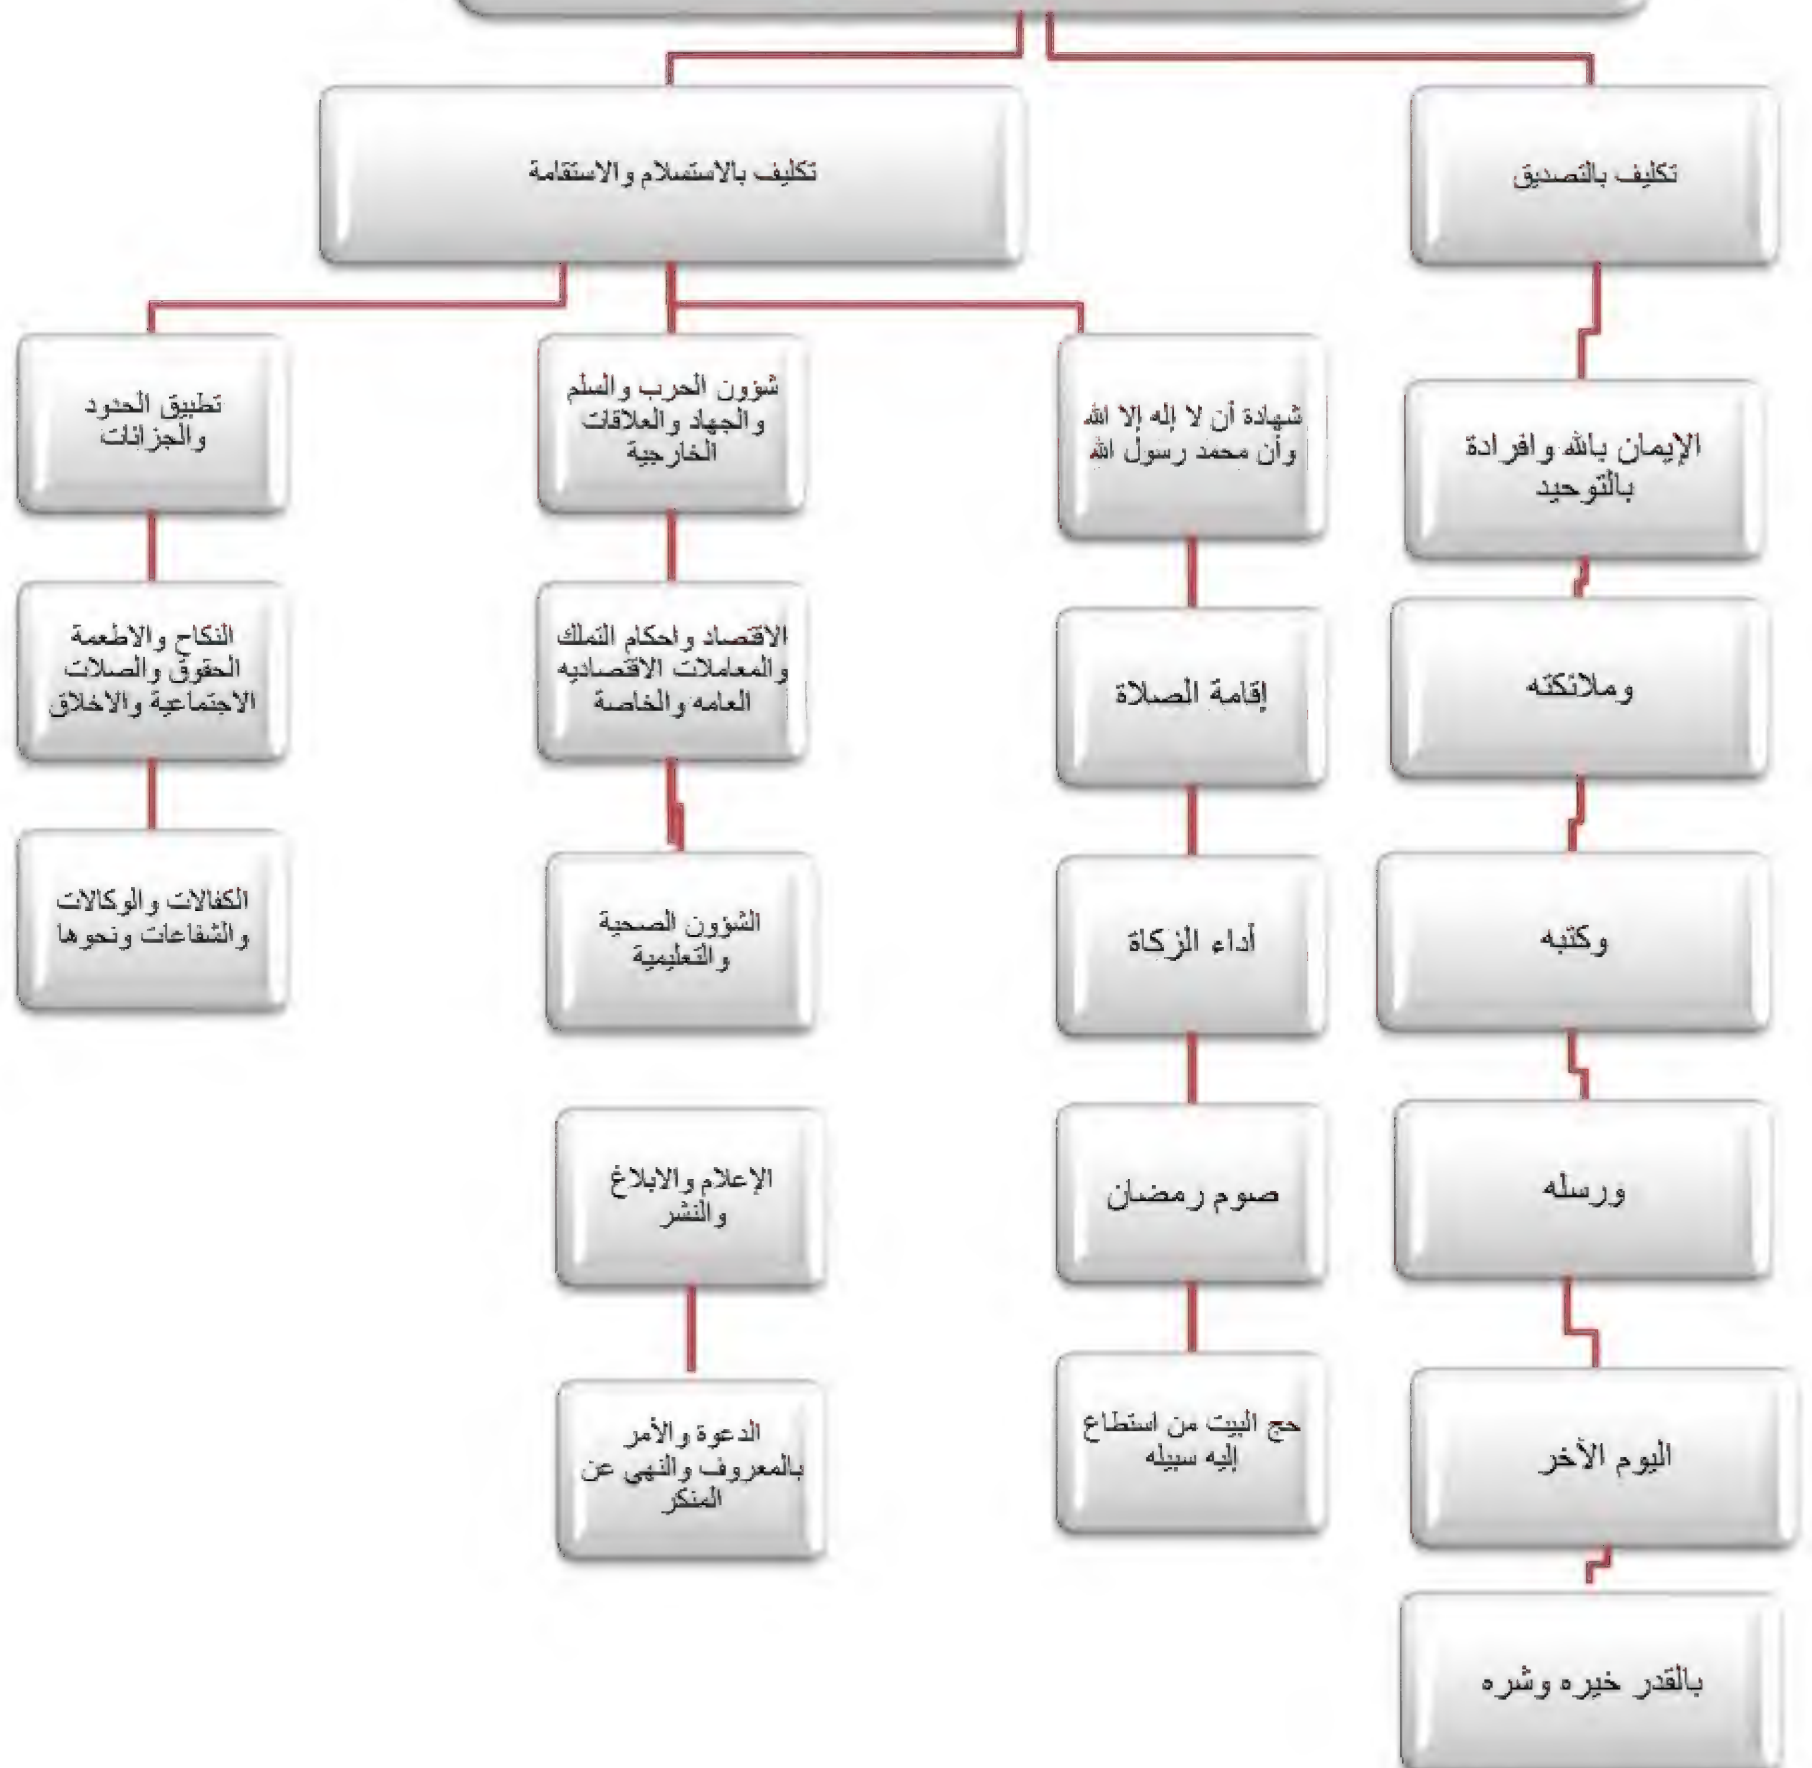 تكليف بالتصديق
تكليف بالاستسلام والاستقامة
الإيمان بالله وافرادة
بالتوحيد
وملائكته
وكتبه
ورسله
اليوم الآخر
بالقدر خيره وشره
شهادة أن لا إله إلا الله
وأن محمد رسول الله
إقامة الصلاة
أداء الزكاة
صوم رمضان
حج البيت من استطاع
إليه سبيله
شؤون الحرب والسلم
والجهاد والعلاقات
الخارجية
الاقتصاد واحكام التملك
والمعاملات الاقتصاديه
العامه والخاصة
الشؤون الصحية
والتعليمية
الإعلام والابلاغ
والنشر
الدعوة والأمر
بالمعروف والنهي عن
المنكر
تطبيق الحدود
والجزائات
النكاح والاطعمة
الحقوق والصلات
الاجتماعية والاخلاق
الكفالات والوكالات
والشفاعات ونحوها